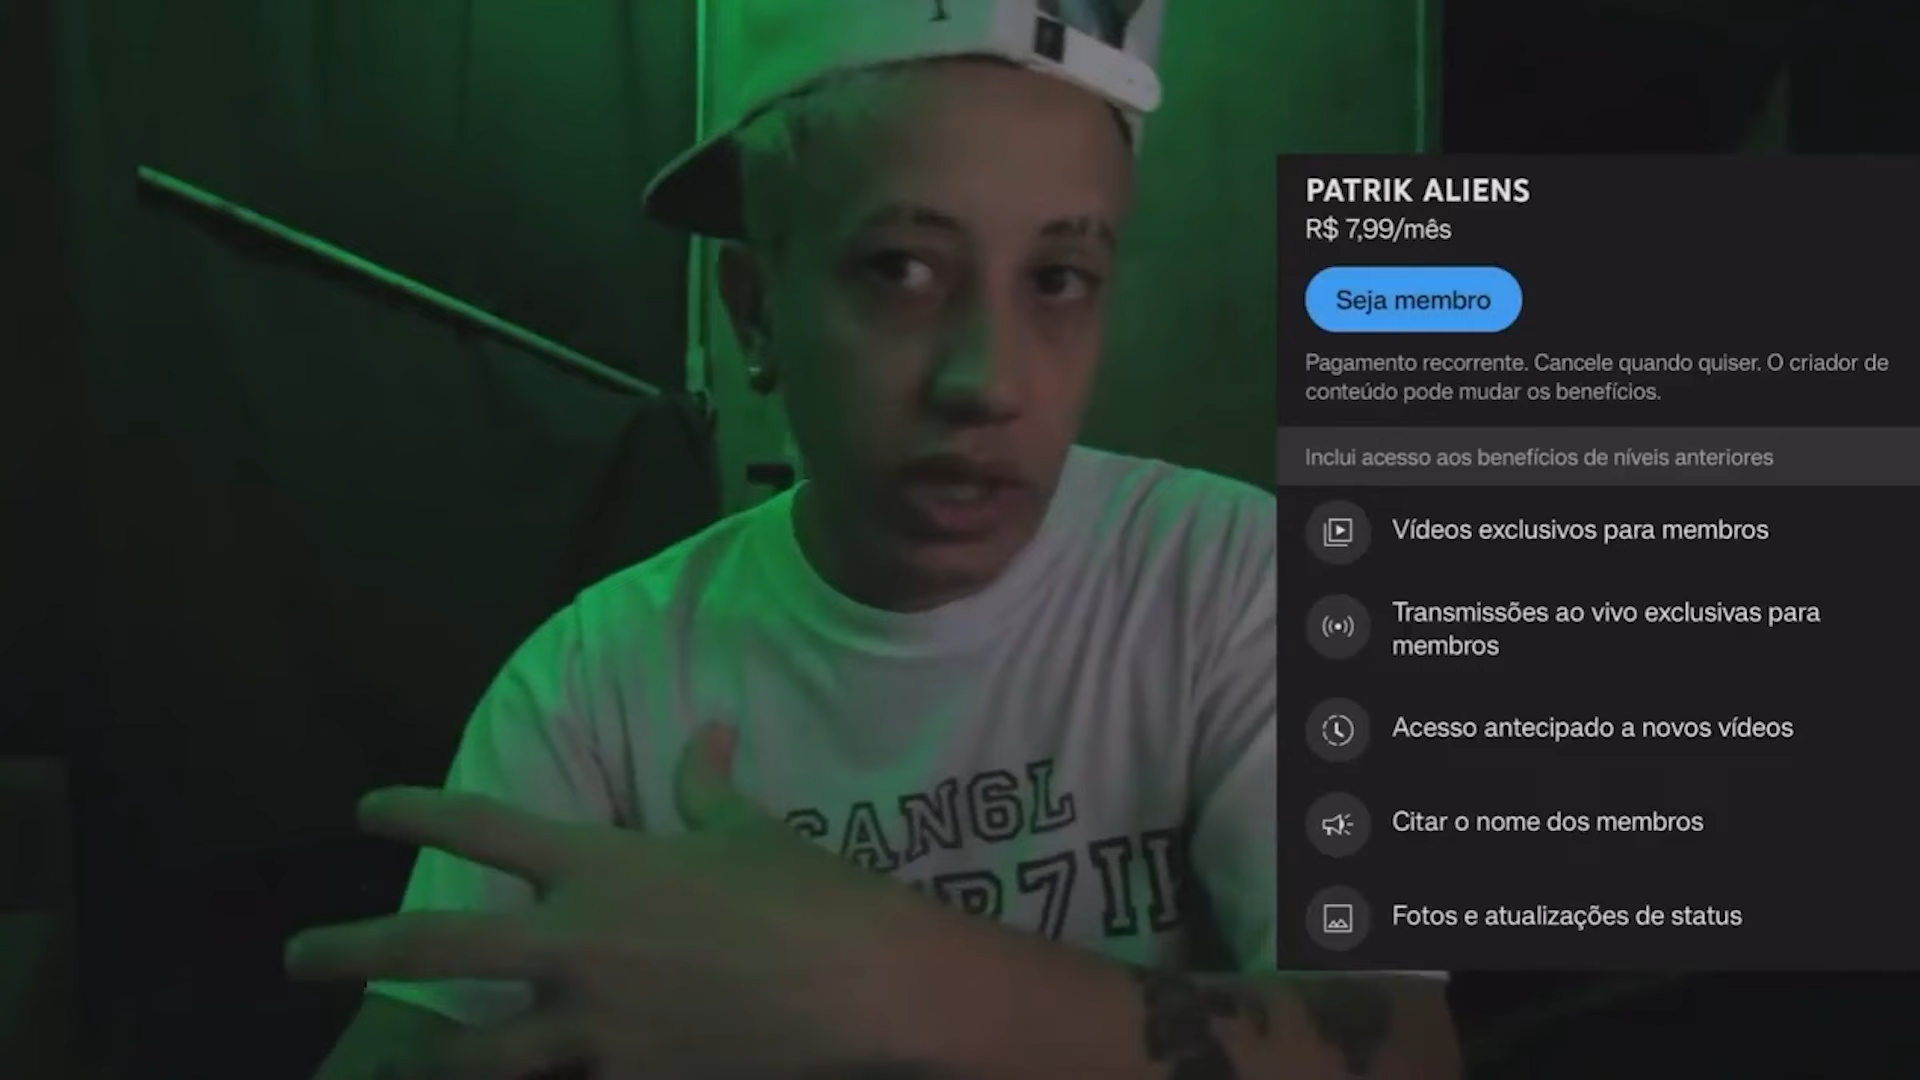 PATRIK ALIENS
R$ 7,99/mês
Seja membro
Pagamento recorrente. Cancele quando quiser. O criador de
conteúdo pode mudar os benefícios.
Inclui acesso aos benefícios de níveis anteriores
Vídeos exclusivos para membros
Transmissões ao vivo exclusivas para
membros
Acesso antecipado a novos vídeos
Citar o nome dos membros
Fotos e atualizações de status